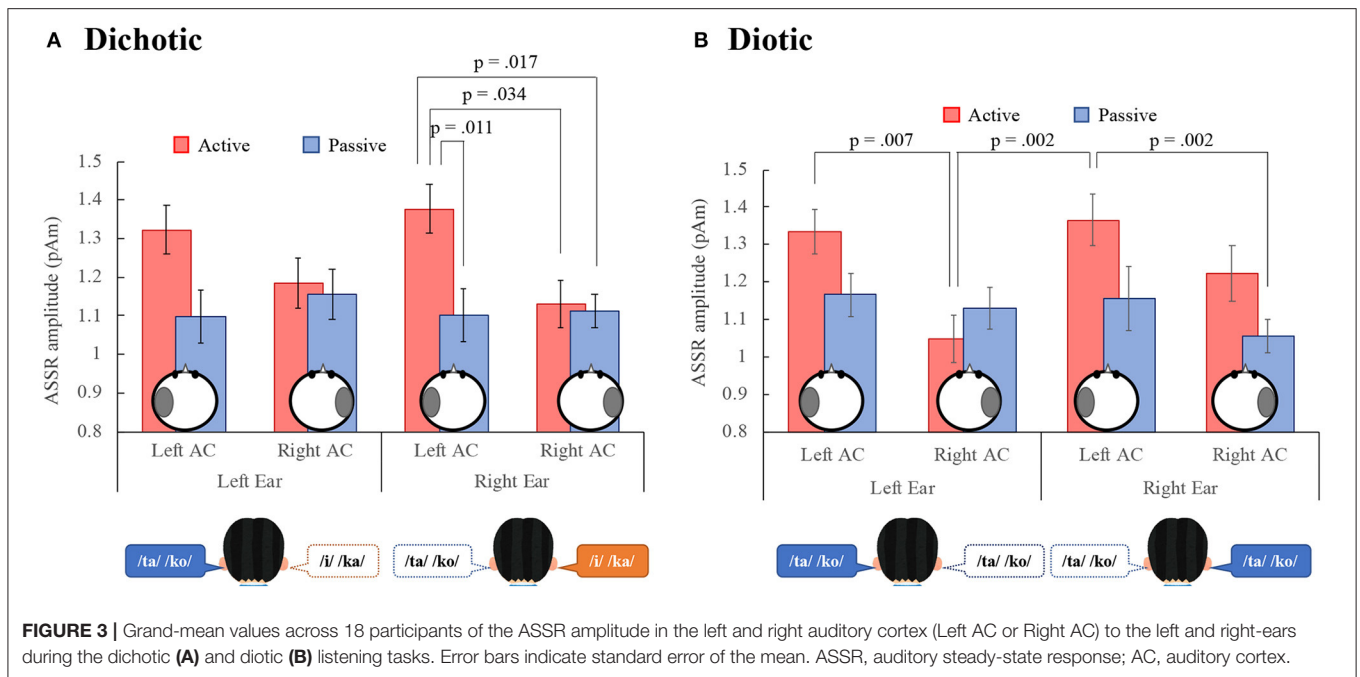 A Dichotic
p = .017
p = .034
p = .011
Active Passive
ASSR amplitude (pAm)
1.5
1.4
1.3
1.2
1.1
1
0.9
0.8
Left AC Right AC Left AC Right AC
Left Ear Right Ear
/ta/ /ko/ /i/ /ka/ /ta/ /ko/ /i/ /ka/
B Diotic
Active Passive
p = .007 p = .002 p = .002
ASSR amplitude (pAm)
1.5
1.4
1.3
1.2
1.1
1
0.9
0.8
Left AC Right AC Left AC Right AC
Left Ear Right Ear
/ta/ /ko/ /ta/ /ko/ /ta/ /ko/ /ta/ /ko/
FIGURE 3 | Grand-mean values across 18 participants of the ASSR amplitude in the left and right auditory cortex (Left AC or Right AC) to the left and right-ears
during the dichotic (A) and diotic (B) listening tasks. Error bars indicate standard error of the mean. ASSR, auditory steady-state response; AC, auditory cortex.